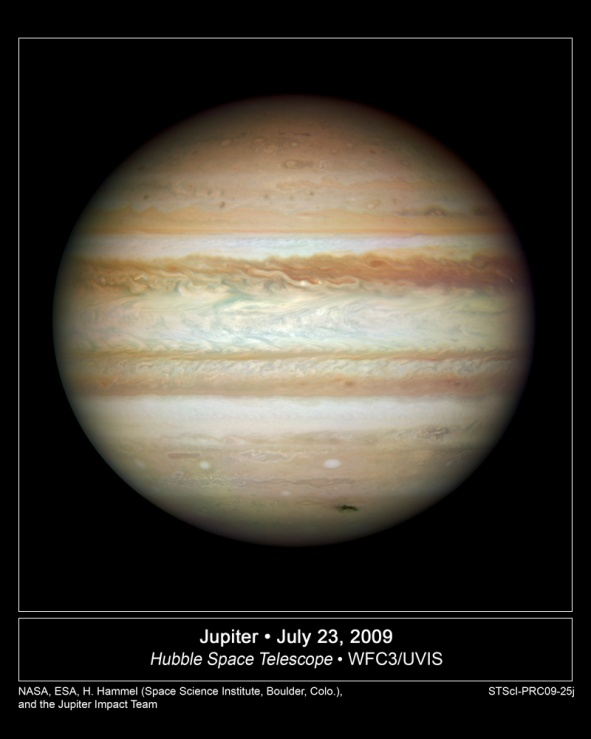 Jupiter • July 23, 2009
Hubble Space Telescope • WFC3/UVIS
NASA, ESA, H. Hammel (Space Science Institute, Boulder, Colo.),
and the Jupiter Impact Team
STScI-PRC09-25j